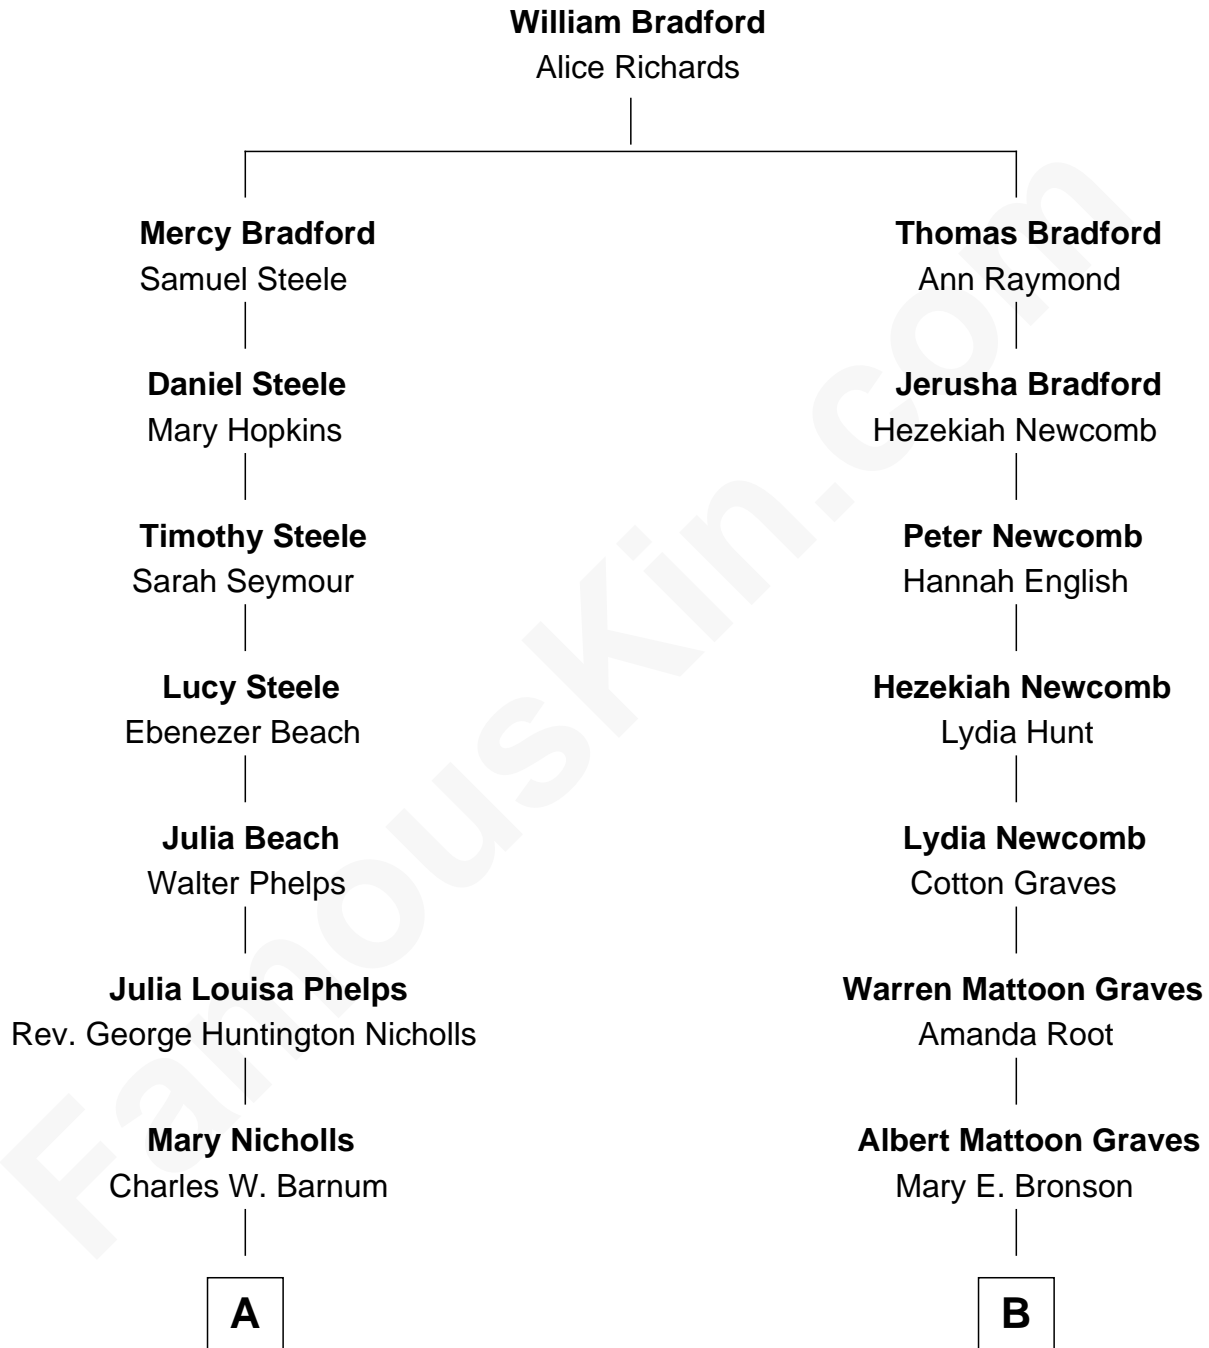 William Bradford
Alice Richards
Mercy Bradford
Samuel Steele
Thomas Bradford
Ann Raymond
Daniel Steele
Mary Hopkins
Jerusha Bradford
Hezekiah Newcomb
Timothy Steele
Sarah Seymour
Peter Newcomb
Hannah English
Lucy Steele
Ebenezer Beach
Hezekiah Newcomb
Lydia Hunt
Julia Beach
Walter Phelps
Lydia Newcomb
Cotton Graves
Julia Louisa Phelps
Rev. George Huntington Nicholls
Warren Mattoon Graves
Amanda Root
Mary Nicholls
Charles W. Barnum
Albert Mattoon Graves
Mary E. Bronson
A
B
FamousKin.com